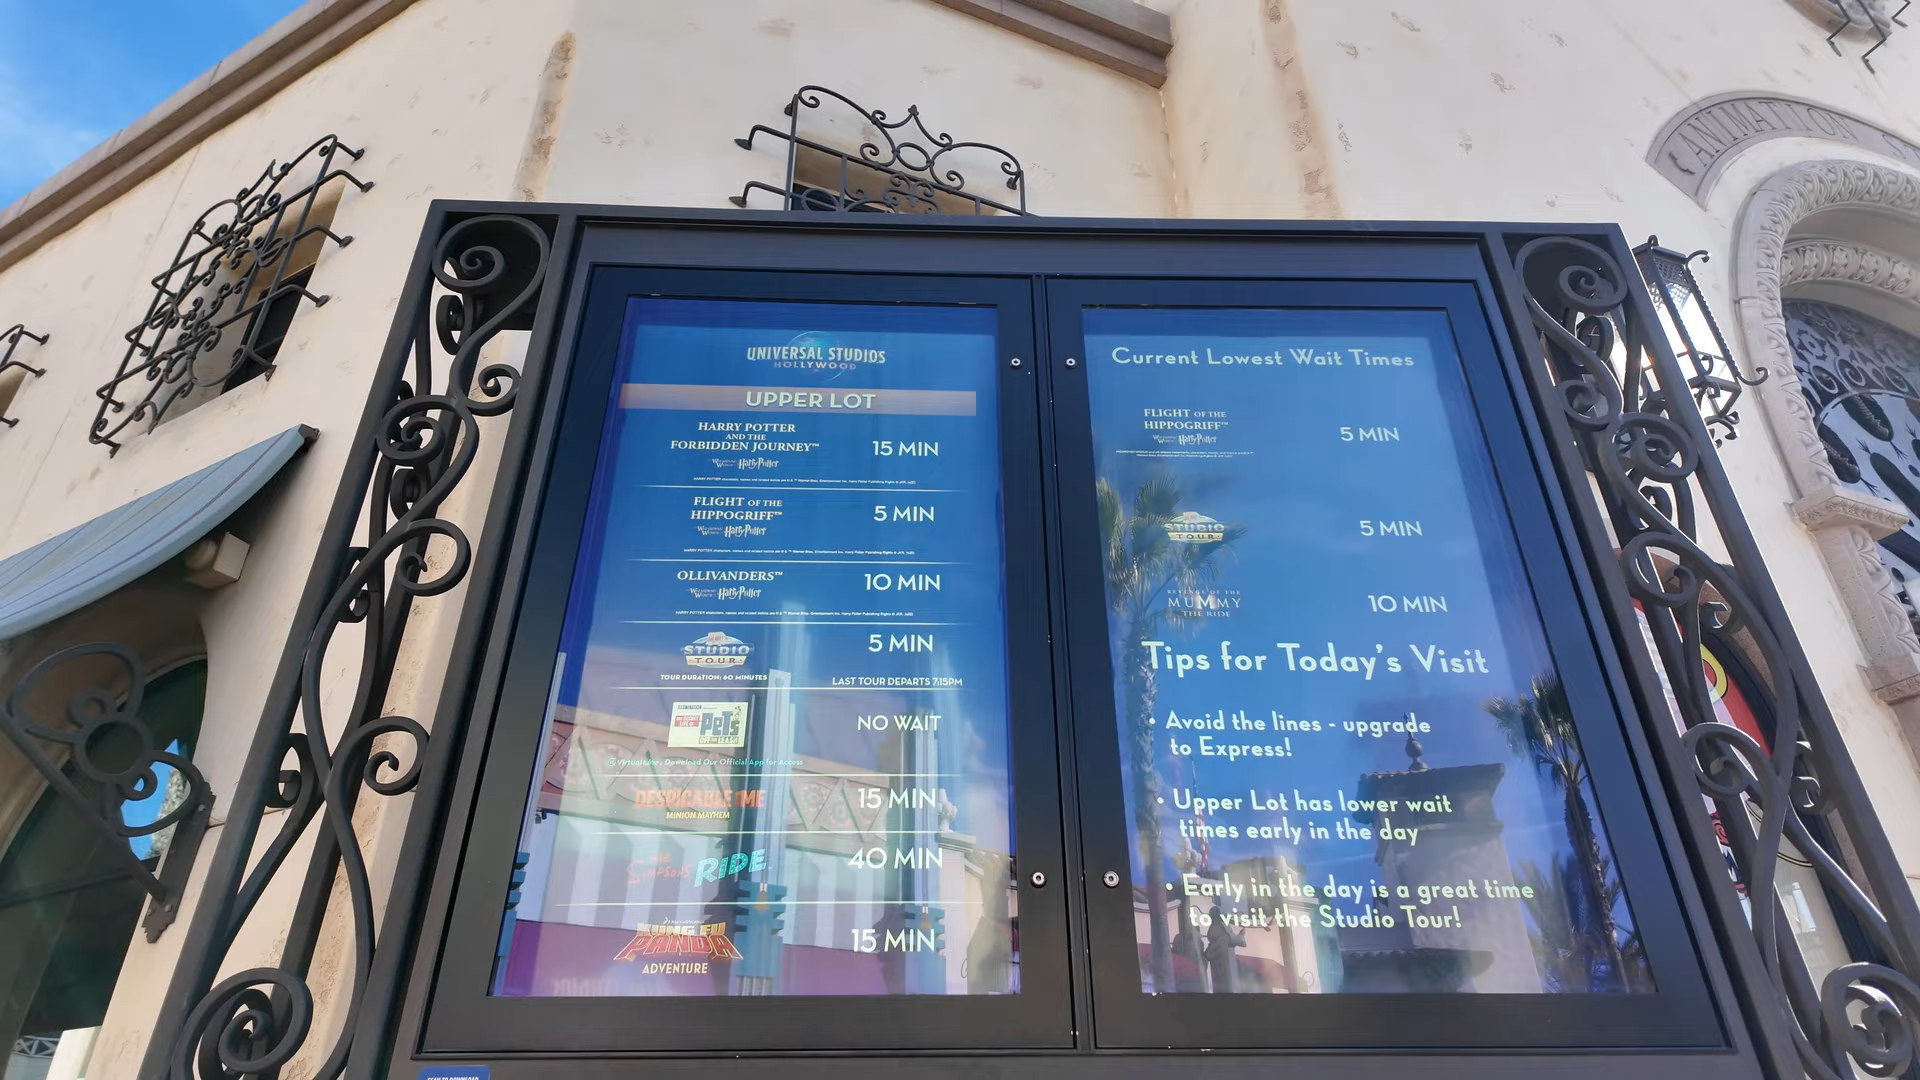 ANIMATION
UNIVERSAL STUDIOS
HOLLYWOOD
UPPER LOT
HARRY POTTER
AND THE
FORBIDDEN JOURNEY™
15 MIN
Harry Potter
FLIGHT OF THE
HIPPOGRIFF™
5 MIN
Harry Potter
OLLIVANDERS™
10 MIN
Harry Potter
STUDIO
TOUR
5 MIN
TOUR DURATION: 60 MINUTES
LAST TOUR DEPARTS 7:15PM
PETS
OFF THE LEASH
NO WAIT
Virtual Line: Download Our Official App for Access
DESPICABLE ME
MINION MAYHEM
15 MIN
THE
SIMPSONS RIDE
40 MIN
KUNG FU
PANDA
ADVENTURE
15 MIN
Current Lowest Wait Times
FLIGHT OF THE
HIPPOGRIFF™
5 MIN
Harry Potter
STUDIO
TOUR
5 MIN
REVENGE OF THE
MUMMY
THE RIDE
10 MIN
Tips for Today's Visit
• Avoid the lines - upgrade
to Express!
• Upper Lot has lower wait
times early in the day
• Early in the day is a great time
to visit the Studio Tour!